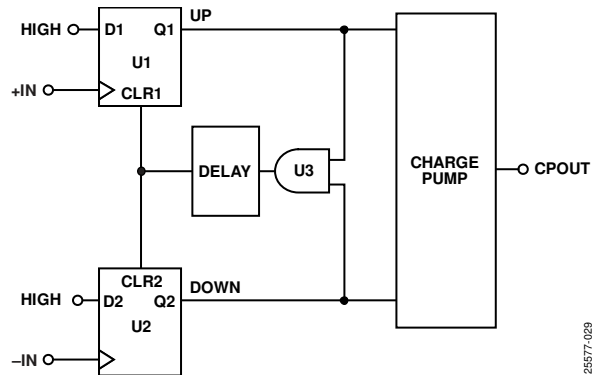 UP
HIGH D1 Q1
U1
+IN
CLR1
DELAY U3 CHARGE
PUMP
CPOUT
CLR2
HIGH D2 Q2 DOWN
U2
–IN
25577-029